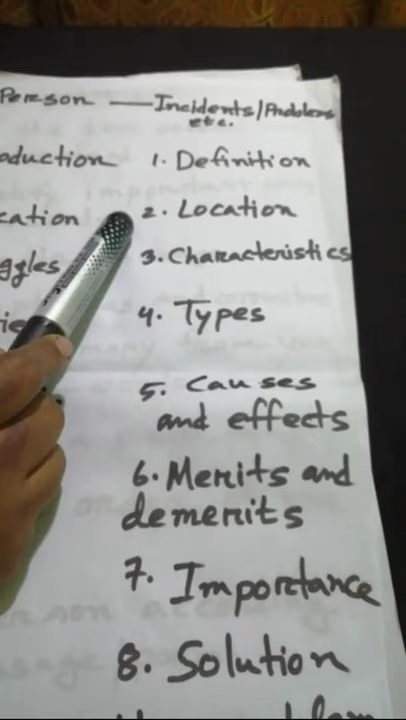 Person — Incidents/Problems
etc.
oduction 1. Definition
cation 2. Location
ggles 3. Characteristics
4. Types
5. Causes
and effects
6. Merits and
demerits
7. Importance
8. Solution